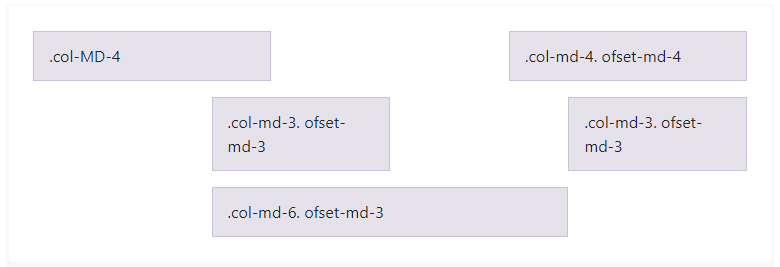 .col-MD-4
.col-md-4. ofset-md-4
.col-md-3. ofset-
md-3
.col-md-3. ofset-
md-3
.col-md-6. ofset-md-3